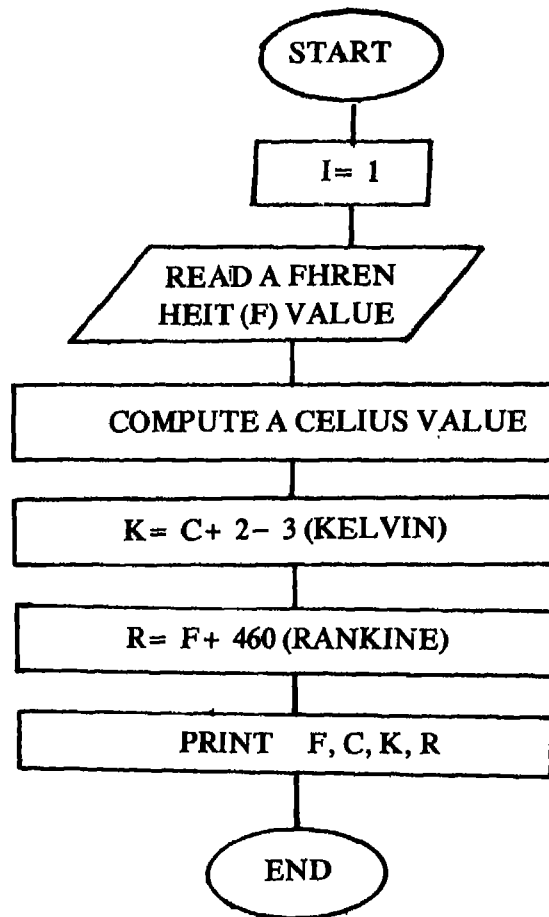 START
I= 1
READ A FHREN
HEIT (F) VALUE
COMPUTE A CELIUS VALUE
K= C+ 2- 3 (KELVIN)
R= F+ 460 (RANKINE)
PRINT F, C, K, R
END